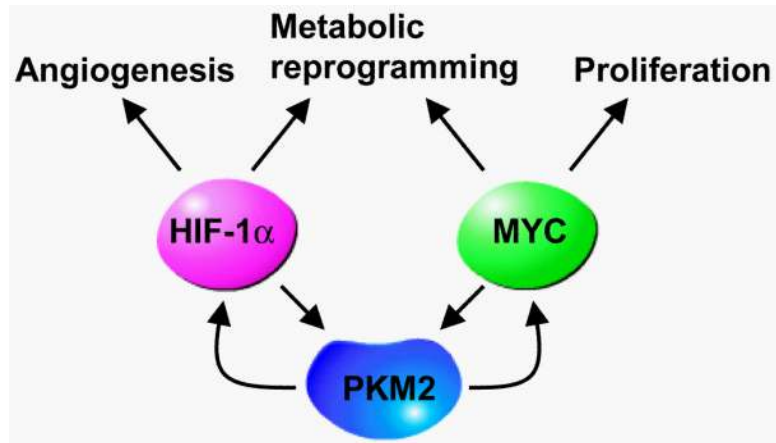 Angiogenesis
Metabolic
reprogramming
Proliferation
HIF-1α
MYC
PKM2